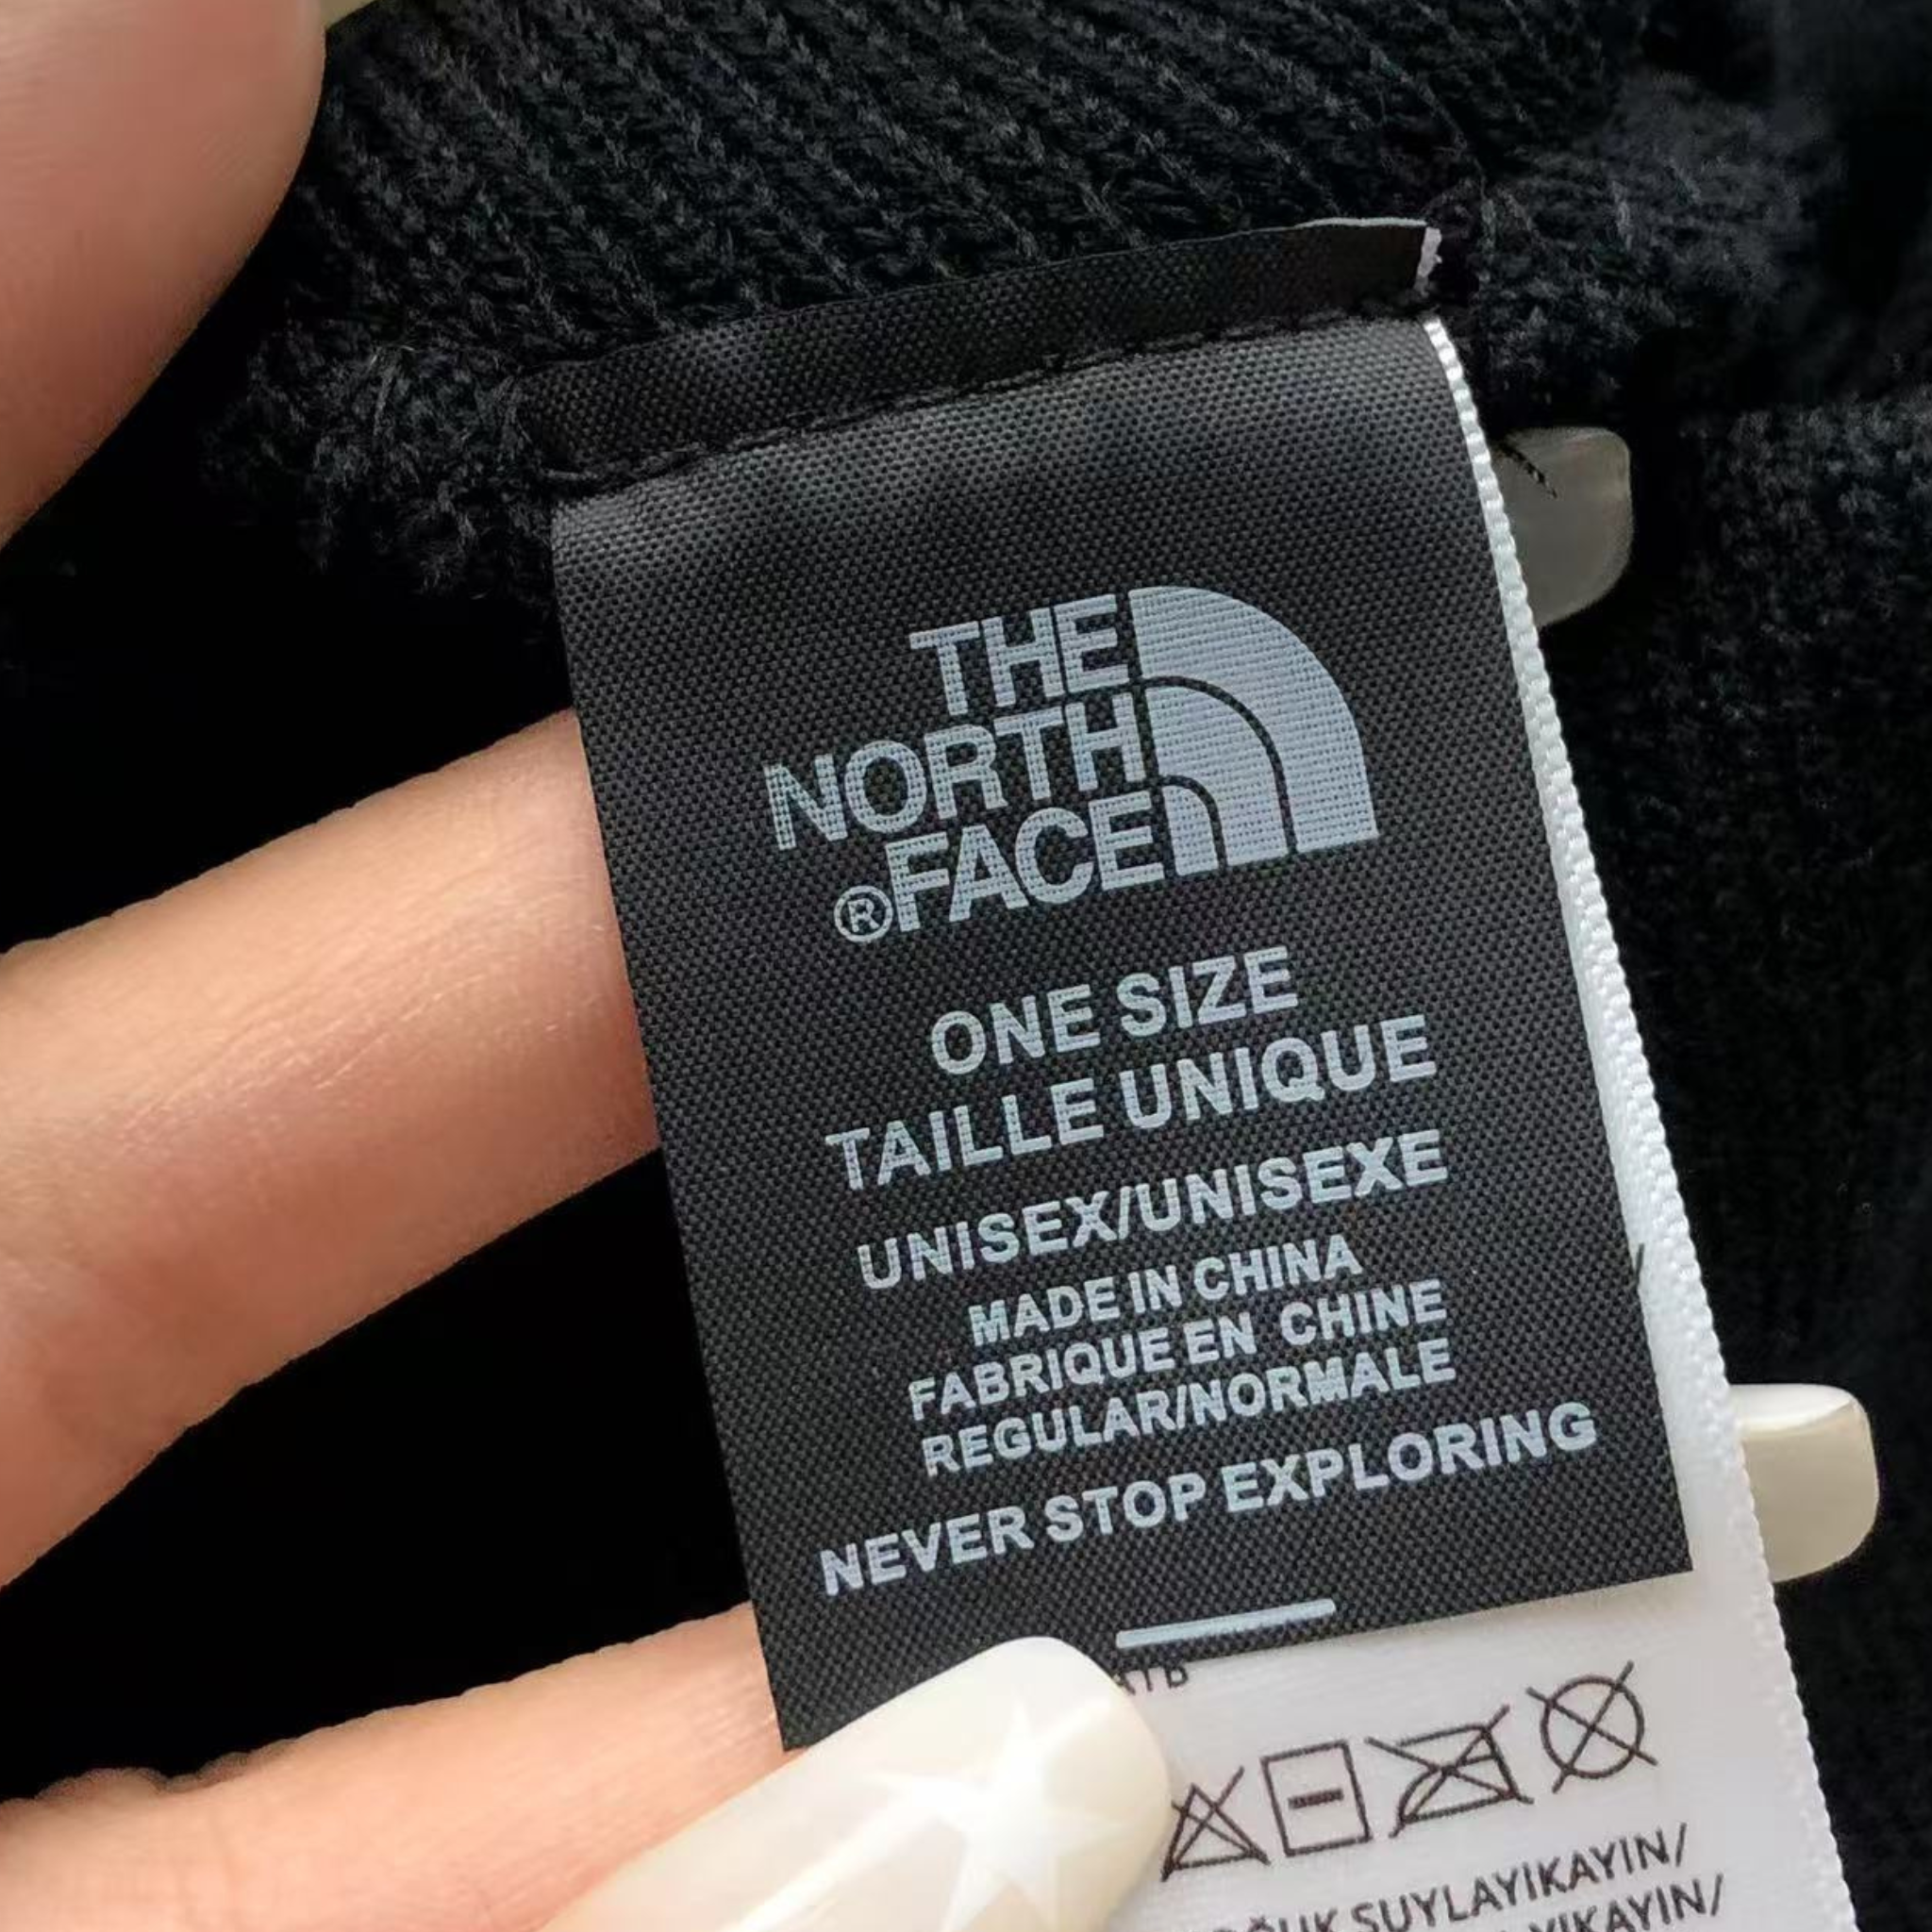 THE
NORTH
®FACE
ONE SIZE
TAILLE UNIQUE
UNISEX/UNISEXE
MADE IN CHINA
FABRIQUE EN CHINE
REGULAR/NORMALE
NEVER STOP EXPLORING
SUYLAYIKAYIN/